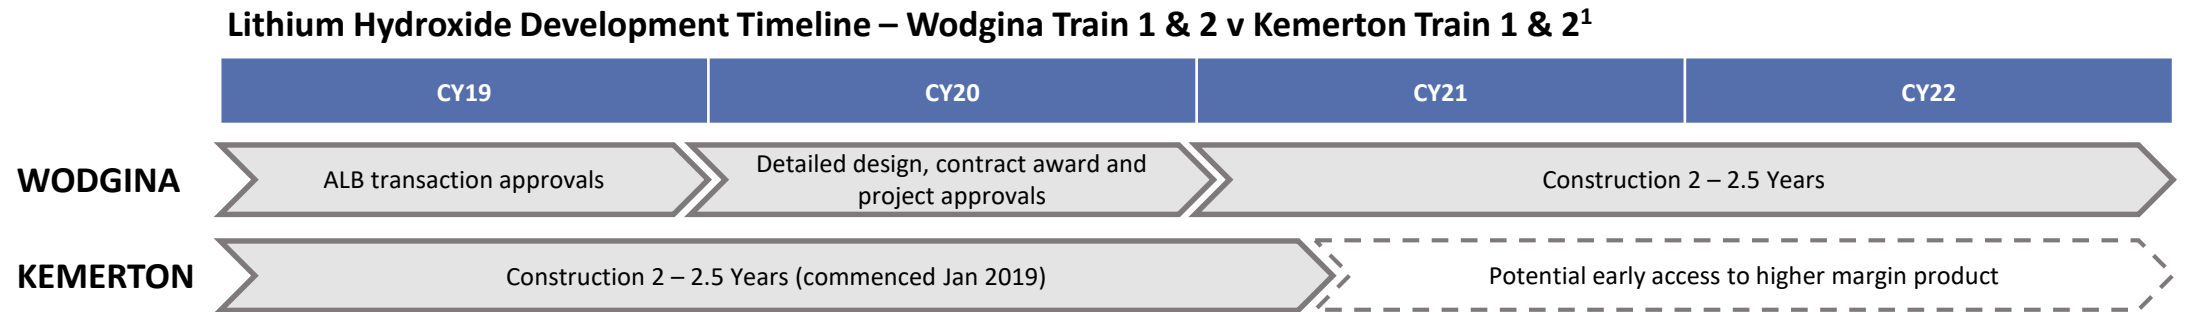 Lithium Hydroxide Development Timeline – Wodgina Train 1 & 2 v Kemerton Train 1 & 2¹
CY19
CY20
CY21
CY22
WODGINA
ALB transaction approvals
Detailed design, contract award and
project approvals
Construction 2 – 2.5 Years
KEMERTON
Construction 2 – 2.5 Years (commenced Jan 2019)
Potential early access to higher margin product